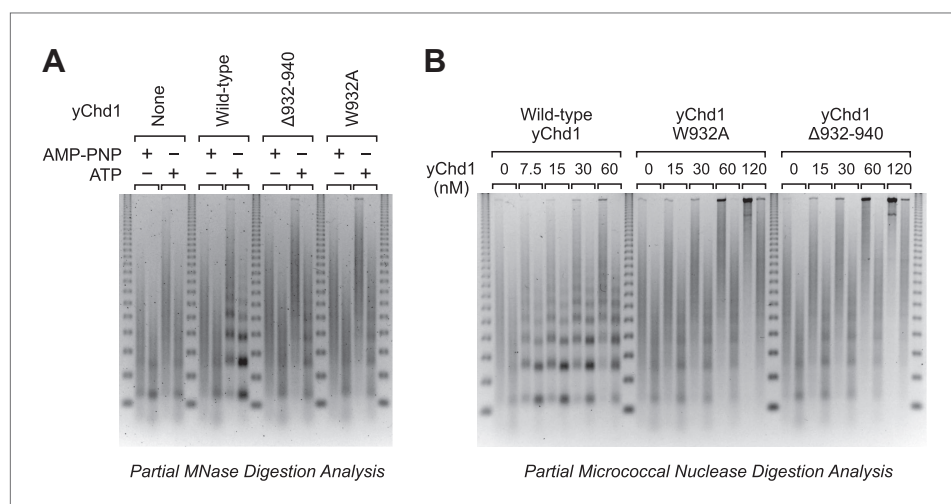 A
yChd1
None
Wild-type
Δ932-940
W932A
AMP-PNP + – + – + – + –
ATP – + – + – + – +
Partial MNase Digestion Analysis
B
Wild-type yChd1
yChd1 W932A
yChd1 Δ932-940
yChd1 (nM)
0 7.5 15 30 60 0 15 30 60 120 0 15 30 60 120
Partial Micrococcal Nuclease Digestion Analysis